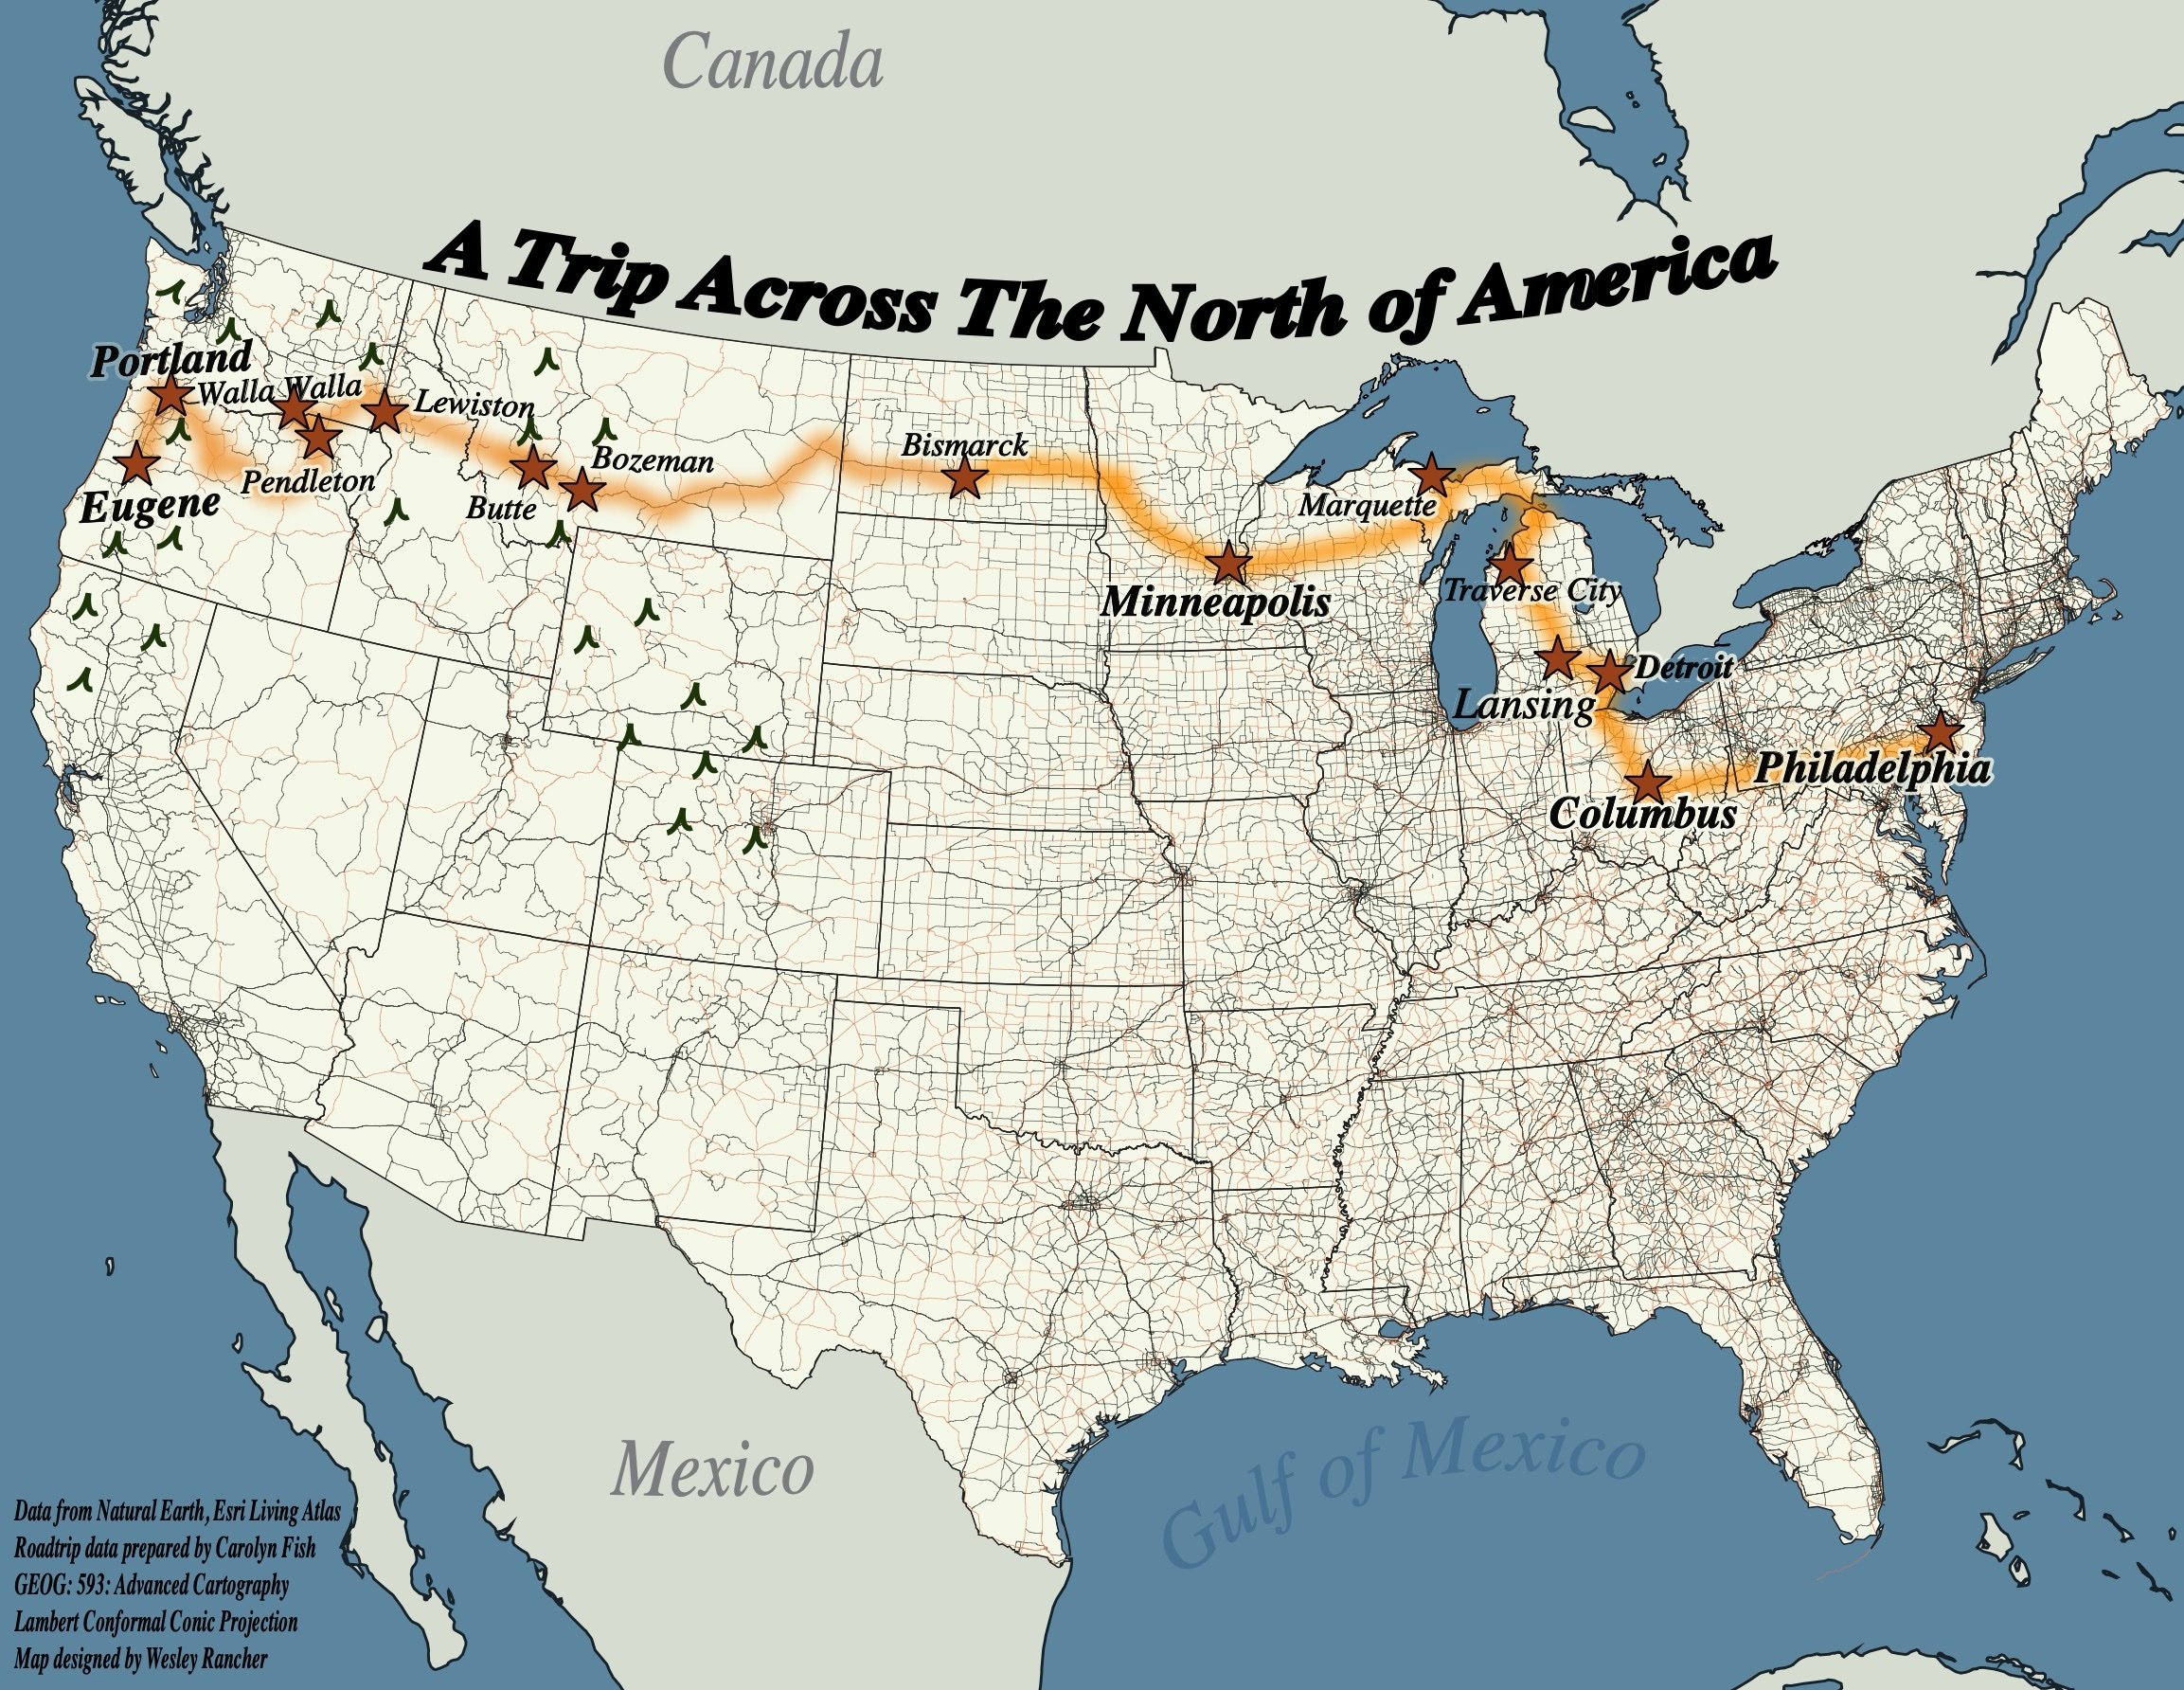 Canada
A Trip Across The North of America
Portland
Walla Walla
Lewiston
Bismarck
Bozeman
Pendleton
Eugene
Butte
Marquette
Minneapolis
Traverse City
Detroit
Lansing
Philadelphia
Columbus
Mexico
Gulf of Mexico
Data from Natural Earth, Esri Living Atlas
Roadtrip data prepared by Carolyn Fish
GEOG: 593: Advanced Cartography
Lambert Conformal Conic Projection
Map designed by Wesley Rancher